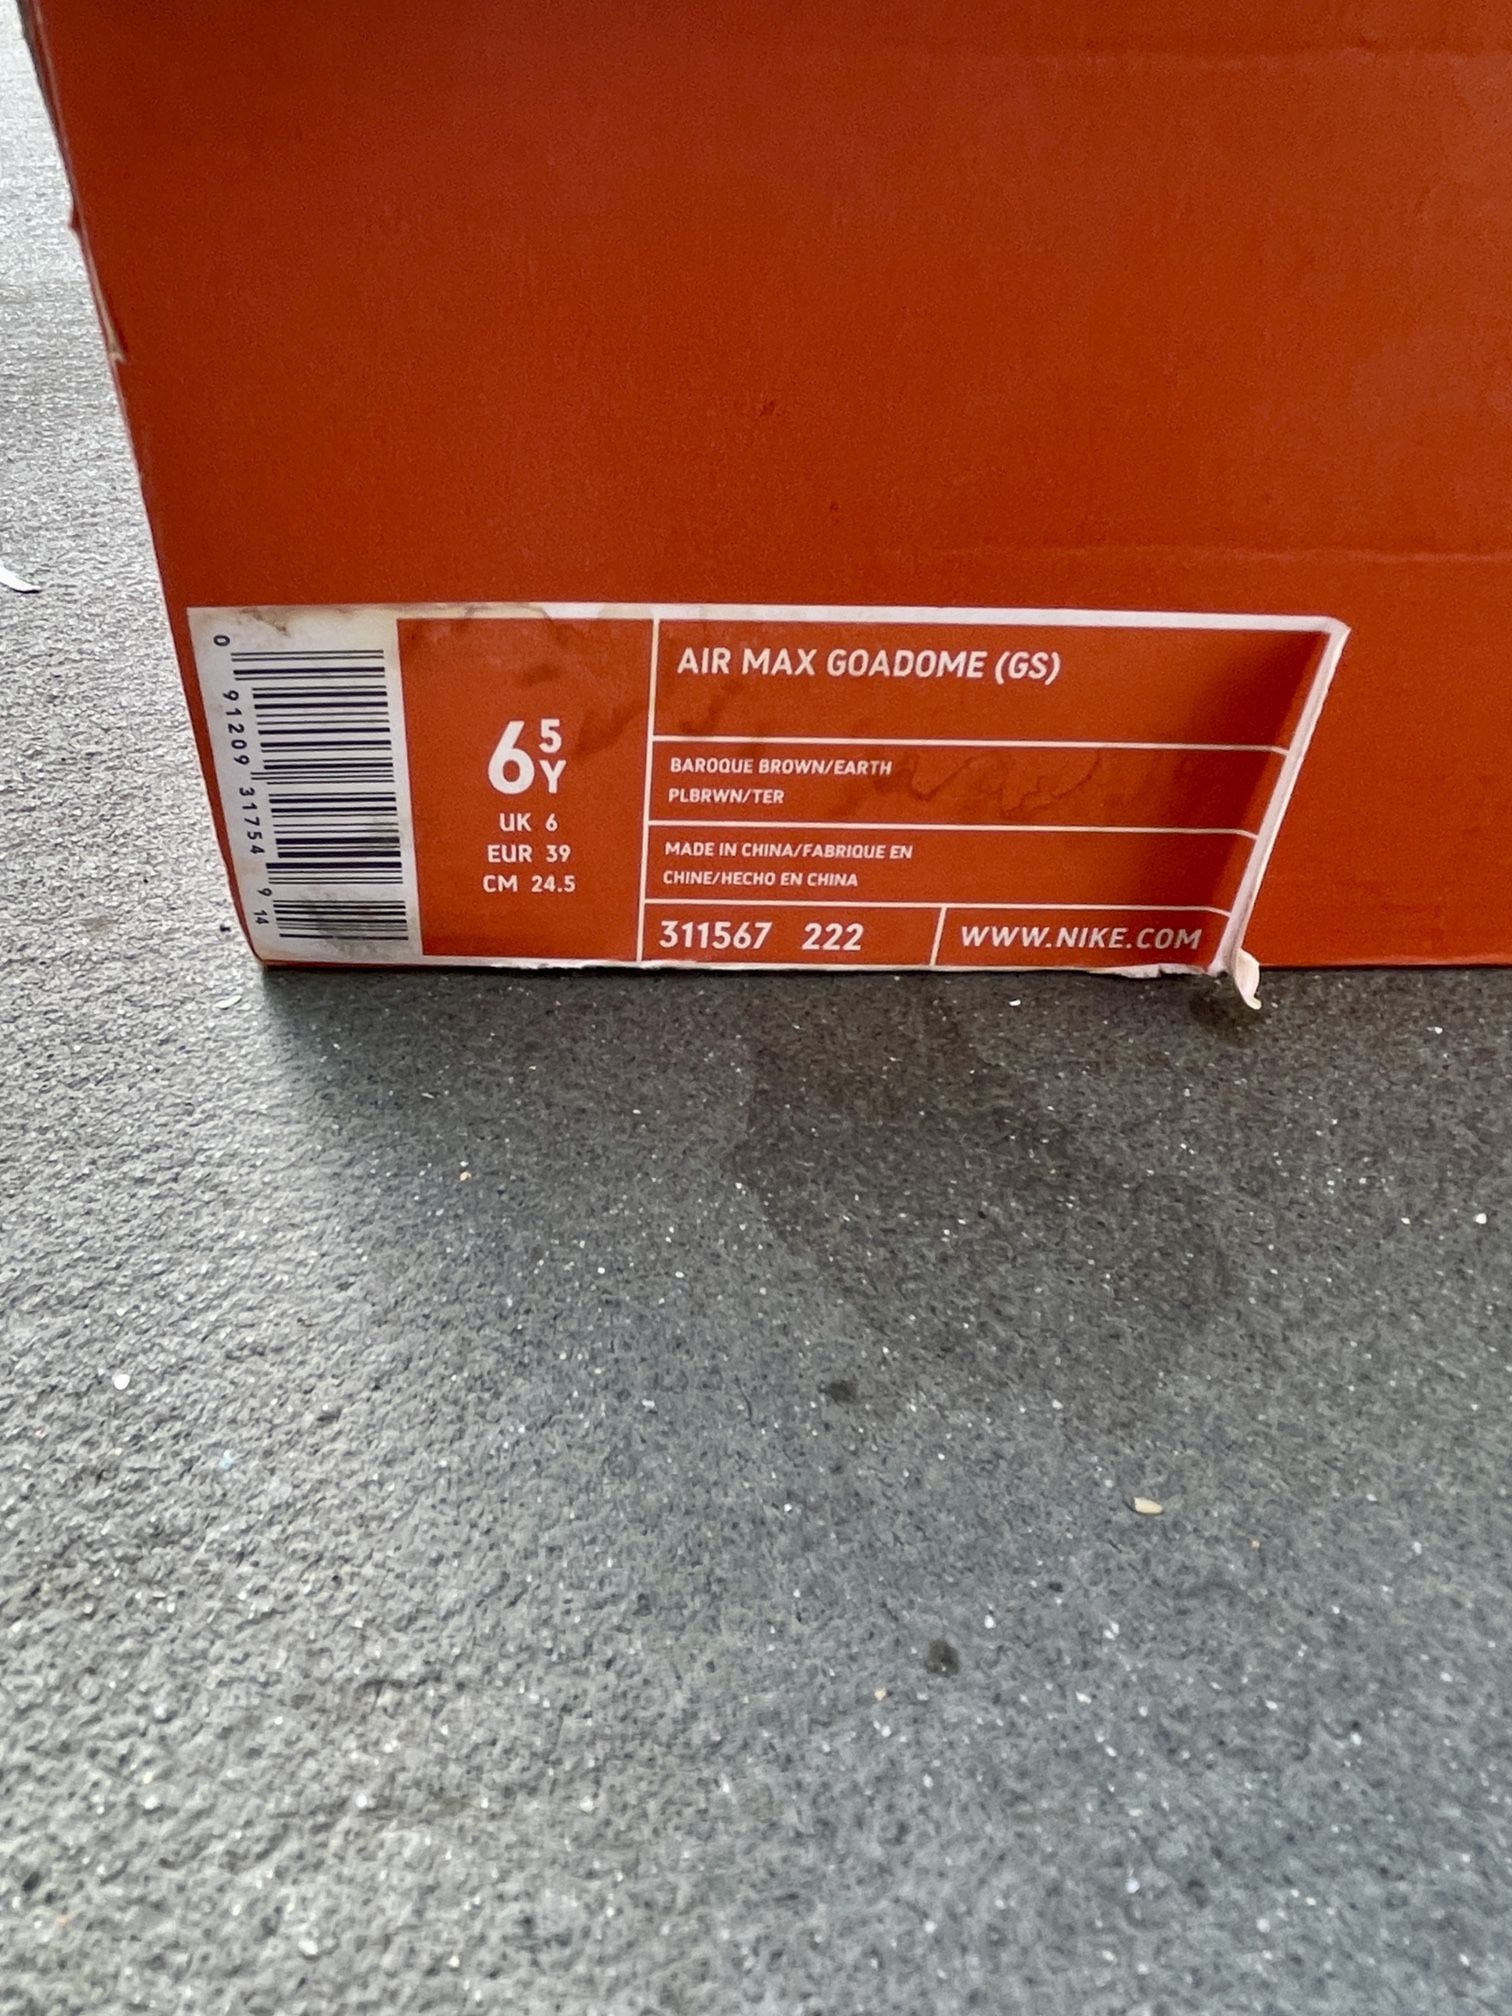 0 91209 31754 9 14
6 5
Y
UK 6
EUR 39
CM 24.5
AIR MAX GOADOME (GS)
BAROQUE BROWN/EARTH
PLBRWN/TER
MADE IN CHINA/FABRIQUE EN
CHINE/HECHO EN CHINA
311567 222
WWW.NIKE.COM